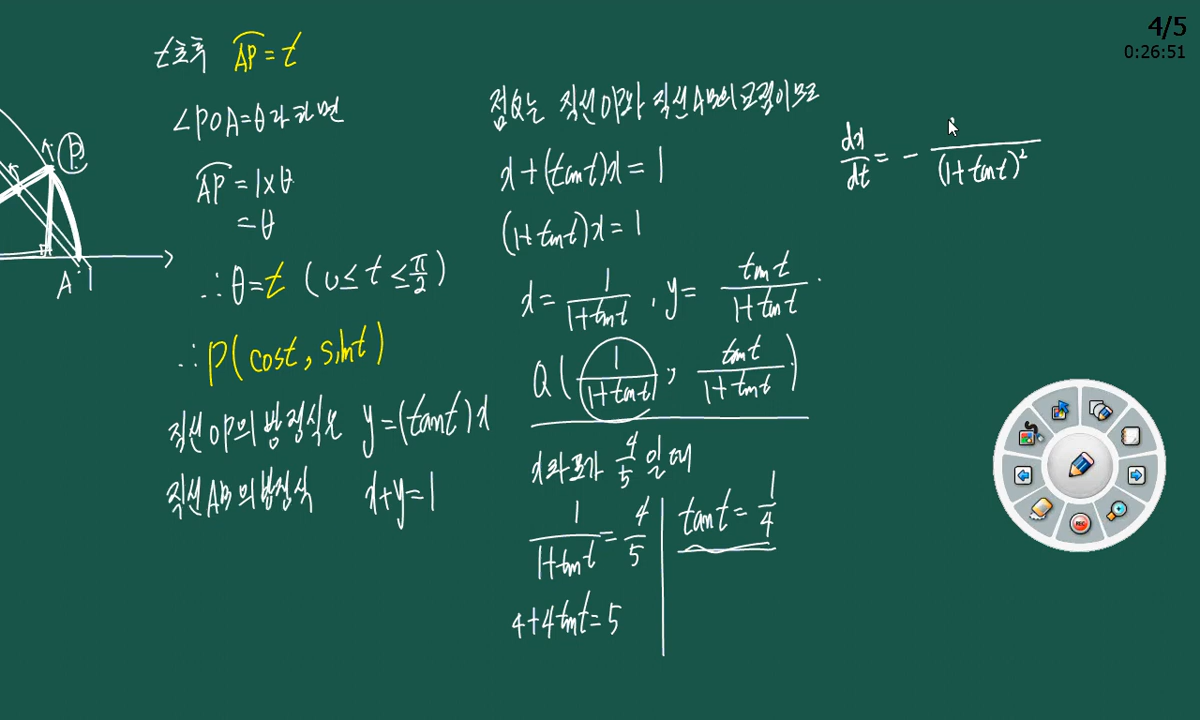 4/5
0:26:51
t초후 AP = t
∠POA=θ라 하면
AP = 1×θ
= θ
∴ θ=t (0≤ t ≤ π/2)
∴ P(cost, sint)
직선OP의 방정식은 y=(tant)x
직선AB의 방정식 x+y=1
P
A 1
점Q는 직선OP와 직선AB의 교점이므로
x+(tant)x=1
(1+tant)x=1
x= 1/(1+tant), y= tant/(1+tant).
Q(1/(1+tant), tant/(1+tant))
x좌표가 4/5 일 때
1/(1+tant) = 4/5
4+4tant=5
tant = 1/4
dx/dt = - /(1+tant)²
REC